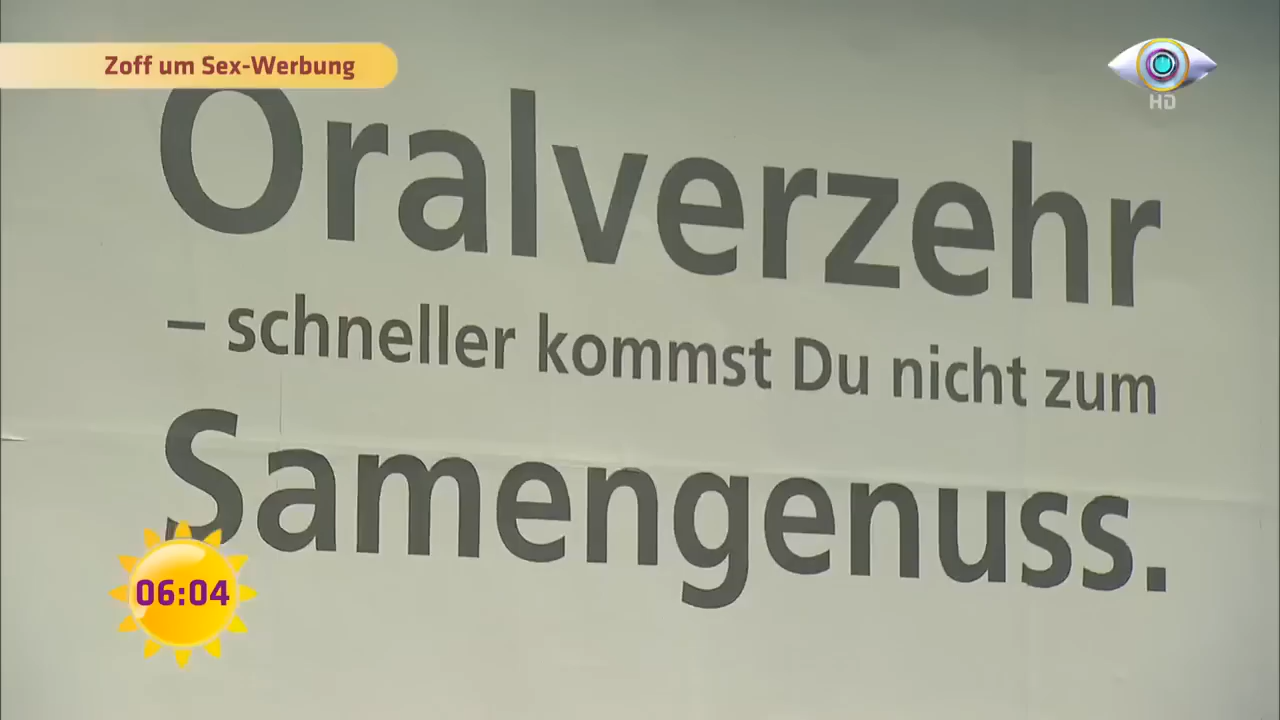 Zoff um Sex-Werbung
HD
Oralverzehr
– schneller kommst Du nicht zum
Samengenuss.
06:04